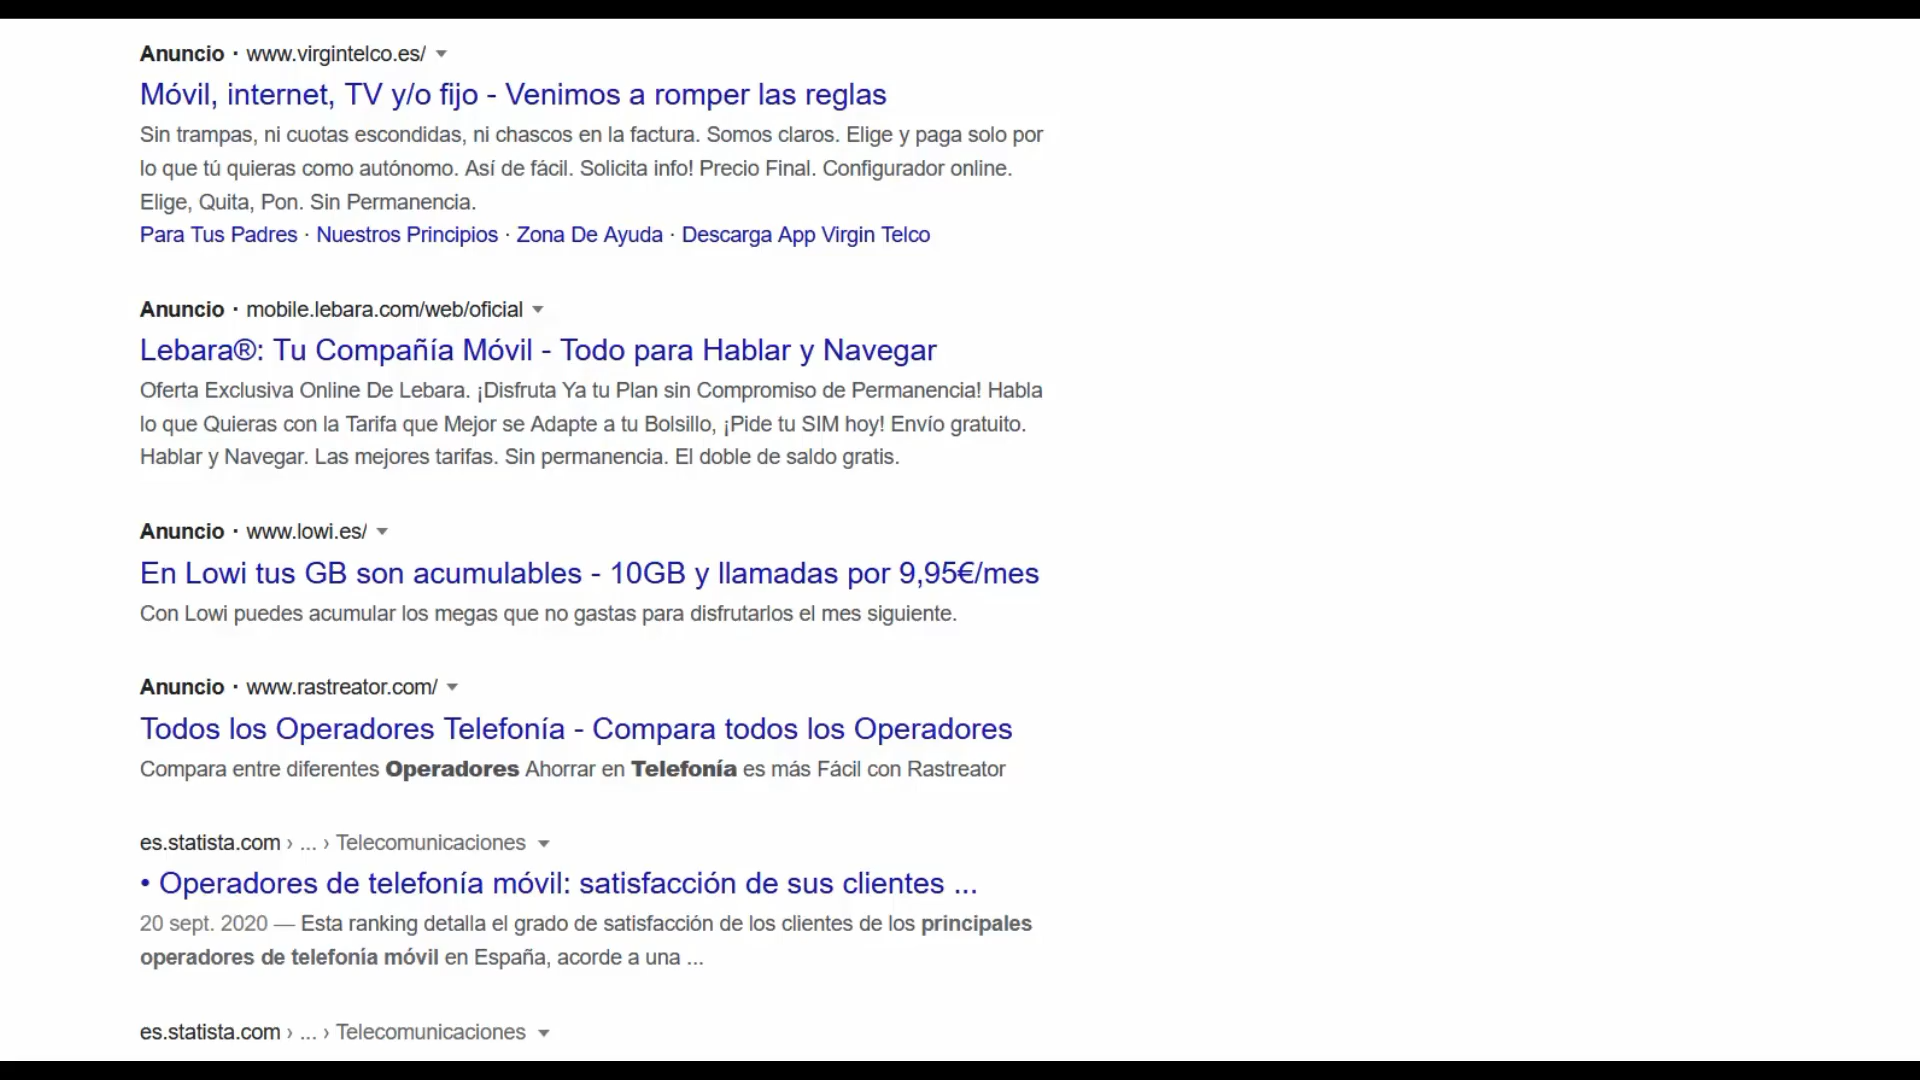 Anuncio · www.virgintelco.es/
Móvil, internet, TV y/o fijo - Venimos a romper las reglas
Sin trampas, ni cuotas escondidas, ni chascos en la factura. Somos claros. Elige y paga solo por
lo que tú quieras como autónomo. Así de fácil. Solicita info! Precio Final. Configurador online.
Elige, Quita, Pon. Sin Permanencia.
Para Tus Padres · Nuestros Principios · Zona De Ayuda · Descarga App Virgin Telco
Anuncio · mobile.lebara.com/web/oficial
Lebara®: Tu Compañía Móvil - Todo para Hablar y Navegar
Oferta Exclusiva Online De Lebara. ¡Disfruta Ya tu Plan sin Compromiso de Permanencia! Habla
lo que Quieras con la Tarifa que Mejor se Adapte a tu Bolsillo, ¡Pide tu SIM hoy! Envío gratuito.
Hablar y Navegar. Las mejores tarifas. Sin permanencia. El doble de saldo gratis.
Anuncio · www.lowi.es/
En Lowi tus GB son acumulables - 10GB y llamadas por 9,95€/mes
Con Lowi puedes acumular los megas que no gastas para disfrutarlos el mes siguiente.
Anuncio · www.rastreator.com/
Todos los Operadores Telefonía - Compara todos los Operadores
Compara entre diferentes Operadores Ahorrar en Telefonía es más Fácil con Rastreator
es.statista.com › ... › Telecomunicaciones
• Operadores de telefonía móvil: satisfacción de sus clientes ...
20 sept. 2020 — Esta ranking detalla el grado de satisfacción de los clientes de los principales
operadores de telefonía móvil en España, acorde a una ...
es.statista.com › ... › Telecomunicaciones